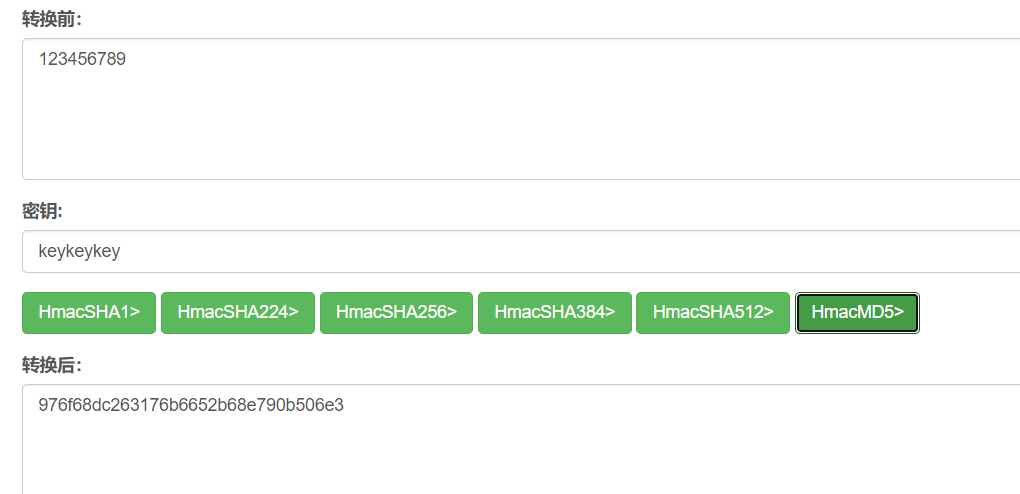 转换前:
123456789
密钥:
keykeykey
HmacSHA1> HmacSHA224> HmacSHA256> HmacSHA384> HmacSHA512> HmacMD5>
转换后:
976f68dc263176b6652b68e790b506e3